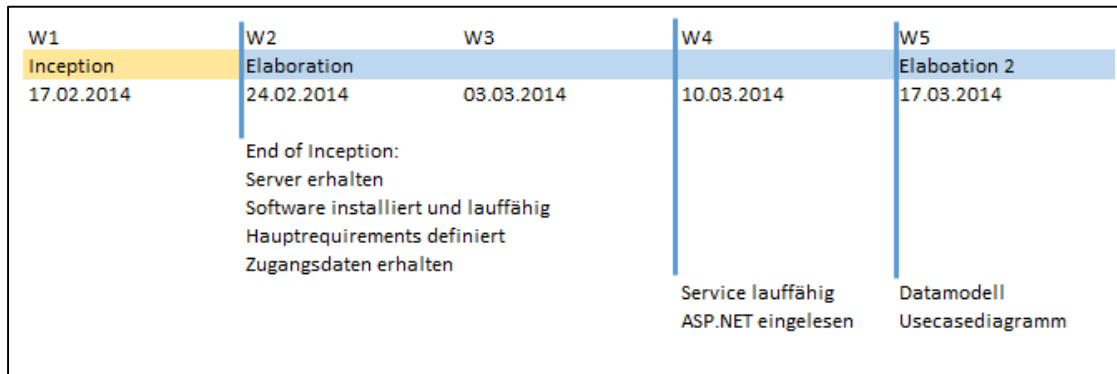 W1 W2 W3 W4 W5
Inception Elaboration Elaboation 2
17.02.2014 24.02.2014 03.03.2014 10.03.2014 17.03.2014
End of Inception:
Server erhalten
Software installiert und lauffähig
Hauptrequirements definiert
Zugangsdaten erhalten
Service lauffähig Datamodell
ASP.NET eingelesen Usecasediagramm